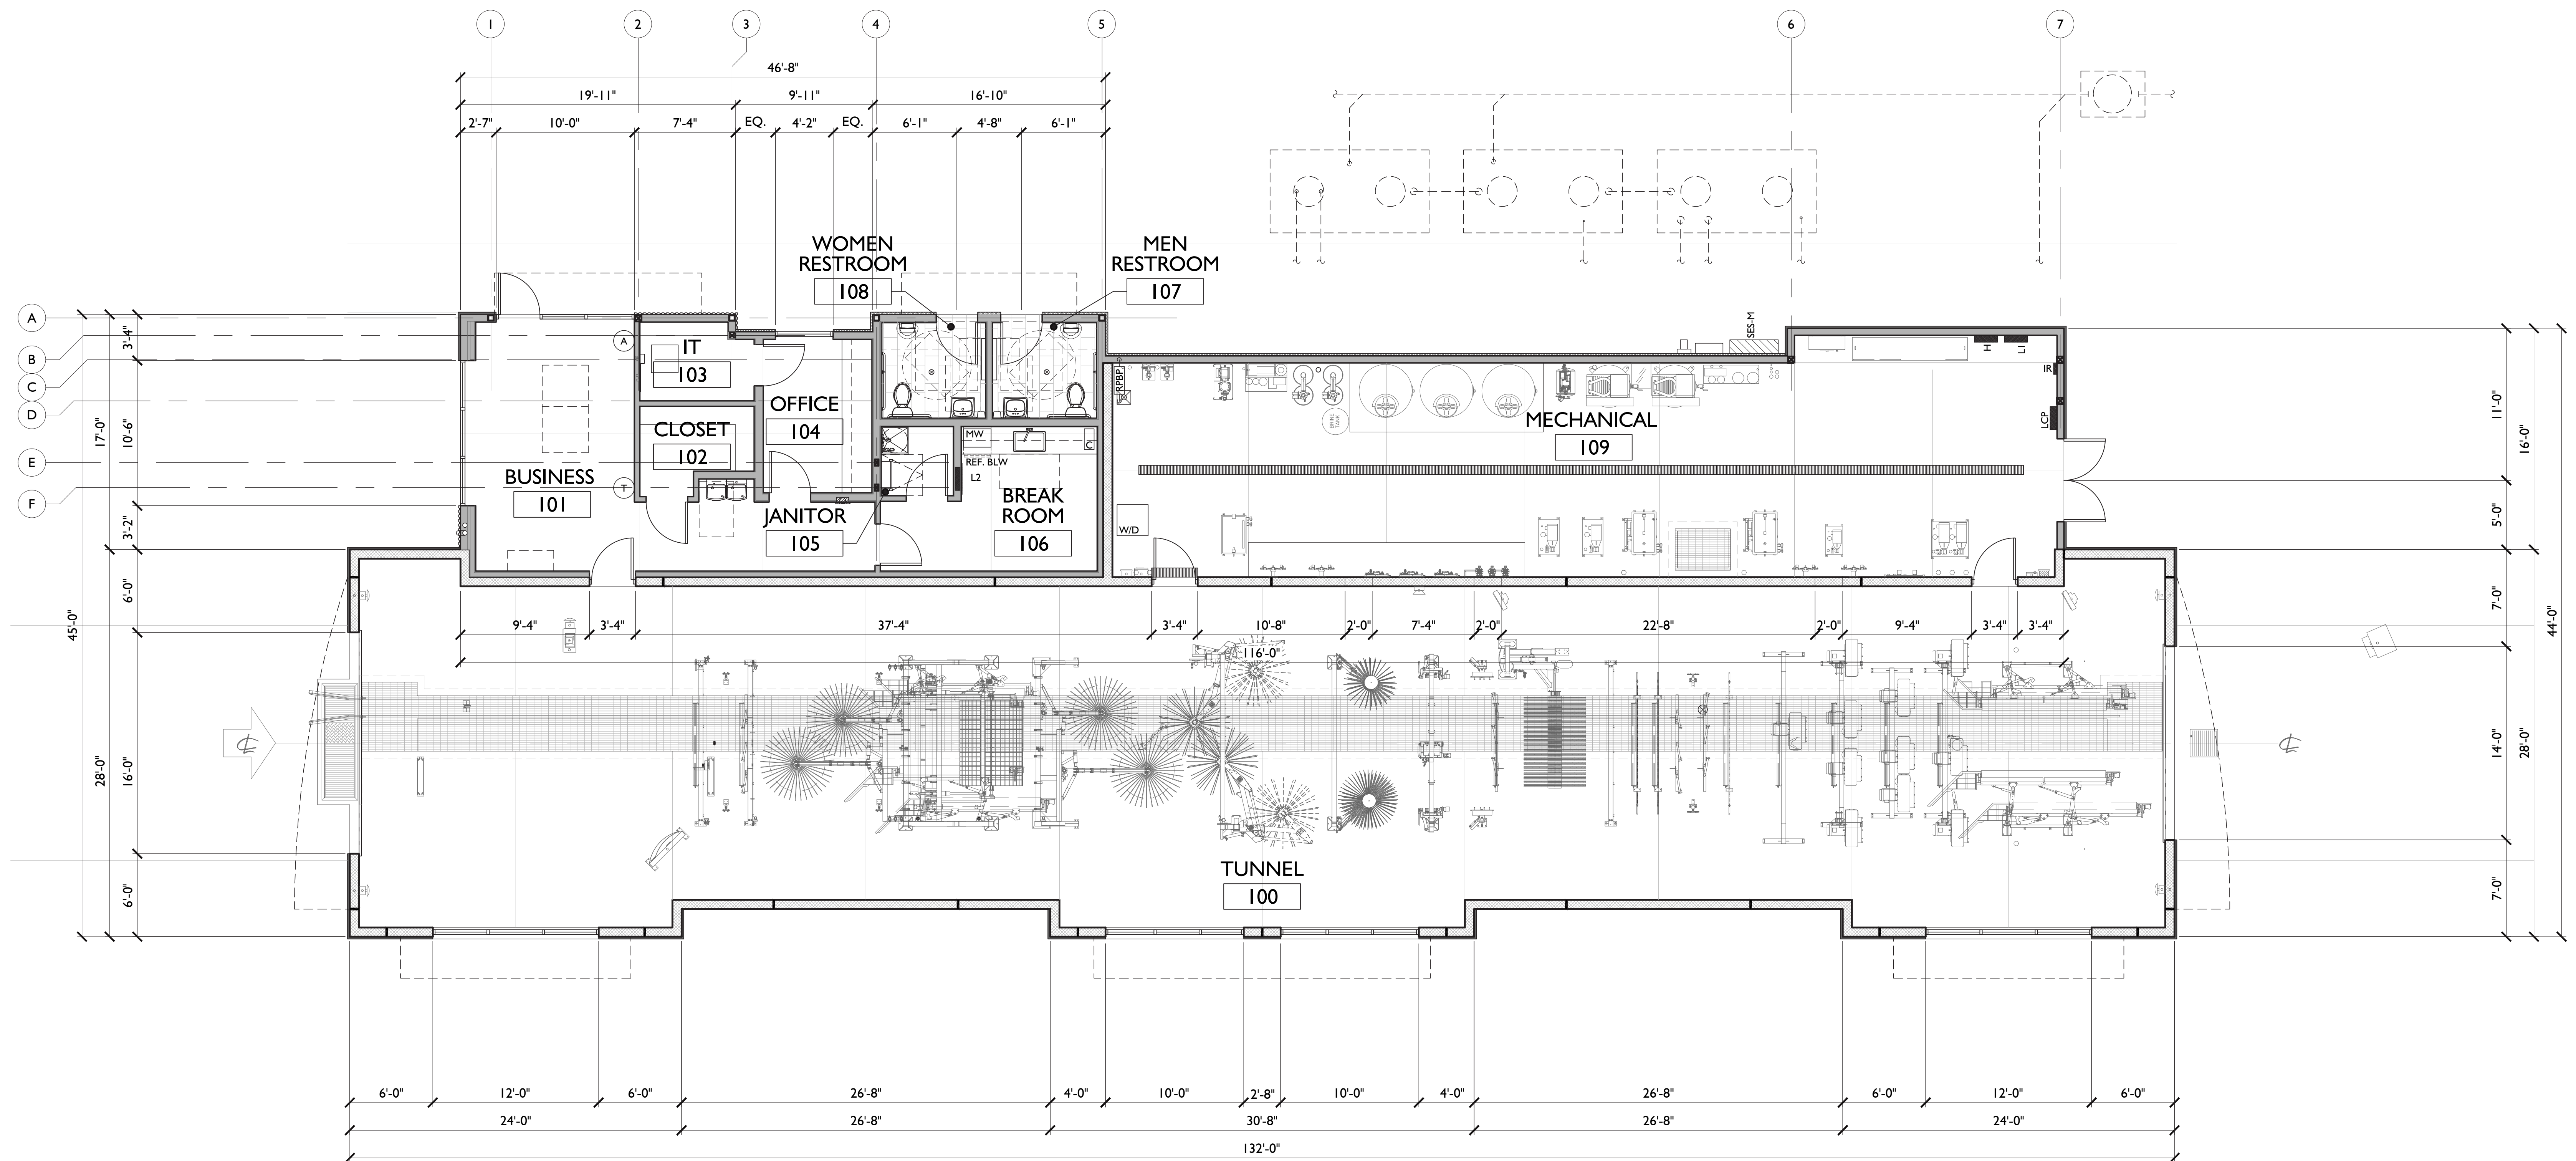 1 2 3 4 5 6 7
46'-8"
19'-11" 9'-11" 16'-10"
2'-7" 10'-0" 7'-4" EQ. 4'-2" EQ. 6'-1" 4'-8" 6'-1"
WOMEN
RESTROOM
108
MEN
RESTROOM
107
A
B
C
D
E
F
3'-4"
10'-6"
3'-2"
17'-0"
45'-0"
6'-0"
16'-0"
6'-0"
28'-0"
A
IT
103
CLOSET
102
T
OFFICE
104
BUSINESS
101
JANITOR
105
MW
C
REF. BLW
L2
BREAK
ROOM
106
RPBP
BRINE
TANK
W/D
MECHANICAL
109
SES-M
H
L1
IR
LCP
11'-0"
5'-0"
16'-0"
7'-0"
14'-0"
7'-0"
28'-0"
44'-0"
9'-4" 3'-4" 37'-4" 3'-4" 10'-8" 2'-0" 7'-4" 2'-0" 22'-8" 2'-0" 9'-4" 3'-4" 3'-4"
116'-0"
TUNNEL
100
6'-0" 12'-0" 6'-0" 26'-8" 4'-0" 10'-0" 2'-8" 10'-0" 4'-0" 26'-8" 6'-0" 12'-0" 6'-0"
24'-0" 26'-8" 30'-8" 26'-8" 24'-0"
132'-0"